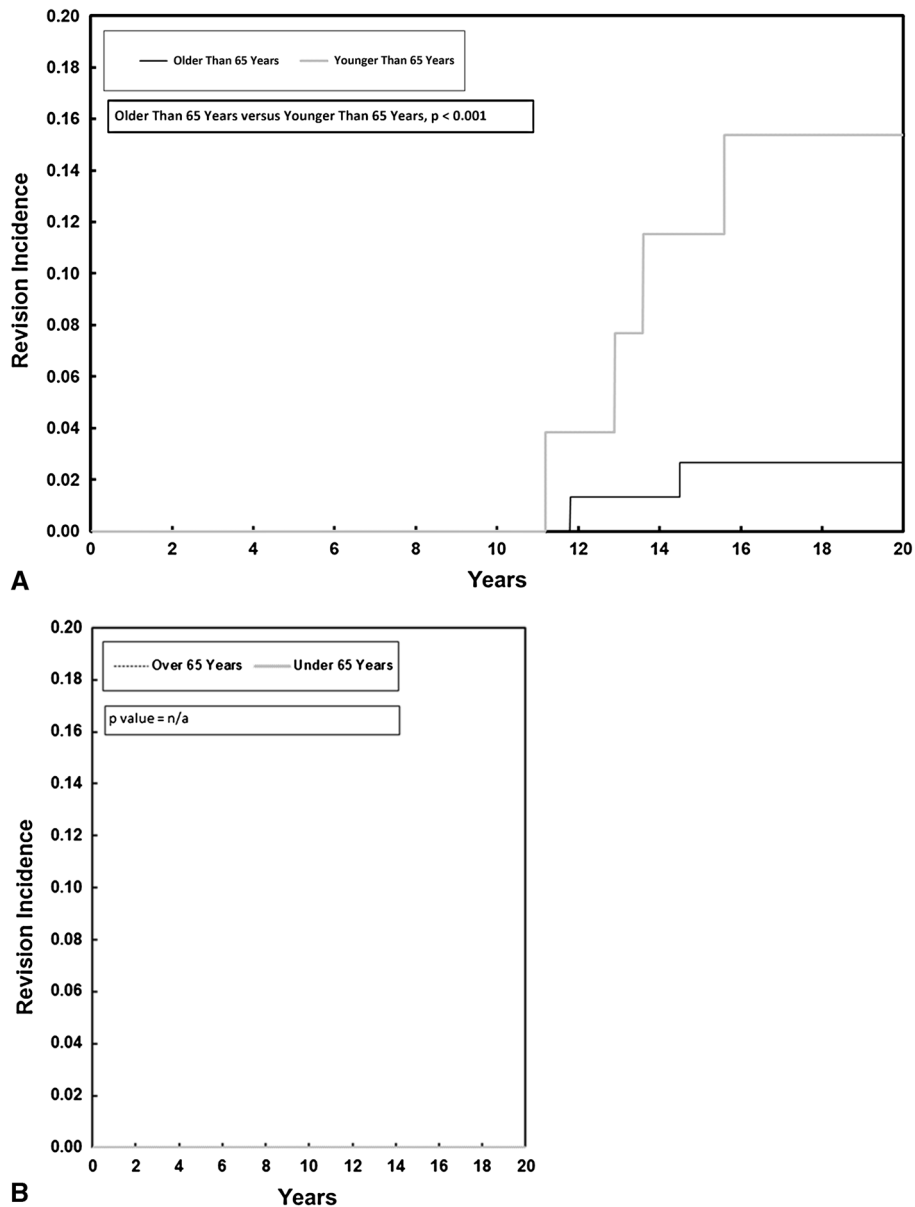 0.20
Older Than 65 Years Younger Than 65 Years
0.18
Older Than 65 Years versus Younger Than 65 Years, p < 0.001
0.16
0.14
0.12
0.10
0.08
0.06
0.04
0.02
0.00
Revision Incidence
0 2 4 6 8 10 12 14 16 18 20
Years
A
0.20
Over 65 Years Under 65 Years
0.18
p value = n/a
0.16
0.14
0.12
0.10
0.08
0.06
0.04
0.02
0.00
Revision Incidence
0 2 4 6 8 10 12 14 16 18 20
Years
B